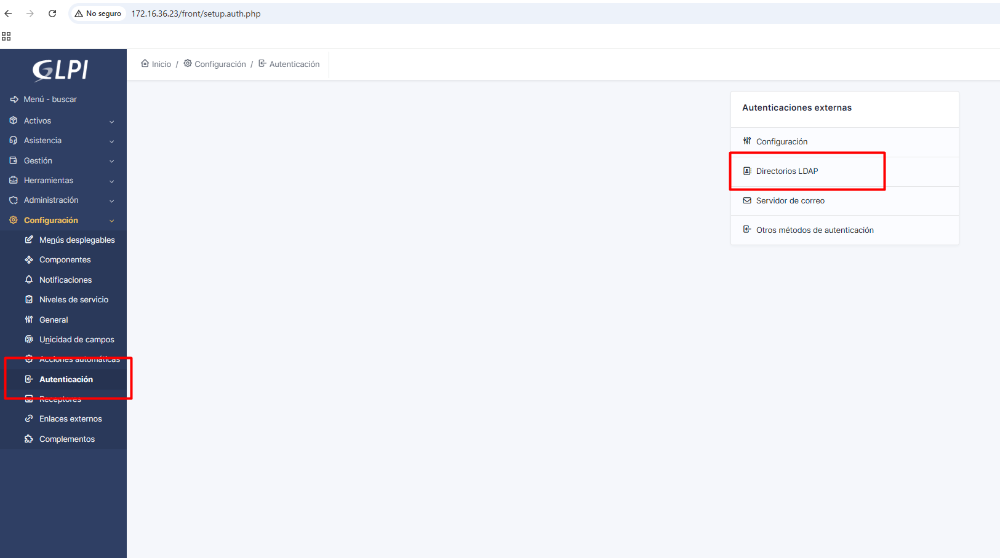 No seguro 172.16.36.23/front/setup.auth.php
GLPI
Inicio / Configuración / Autenticación
Menú - buscar
Activos
Asistencia
Gestión
Herramientas
Administración
Configuración
Menús desplegables
Componentes
Notificaciones
Niveles de servicio
General
Unicidad de campos
Acciones automáticas
Autenticación
Receptores
Enlaces externos
Complementos
Autenticaciones externas
Configuración
Directorios LDAP
Servidor de correo
Otros métodos de autenticación